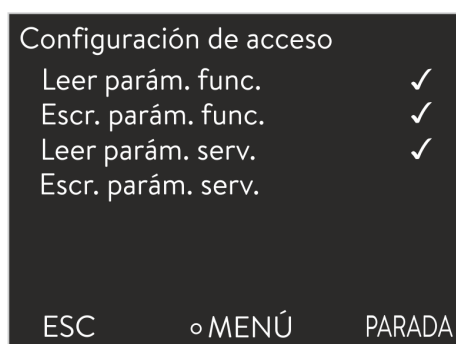 Configuración de acceso
Leer parám. func. ✓
Escr. parám. func. ✓
Leer parám. serv. ✓
Escr. parám. serv.
ESC ○ MENÚ PARADA